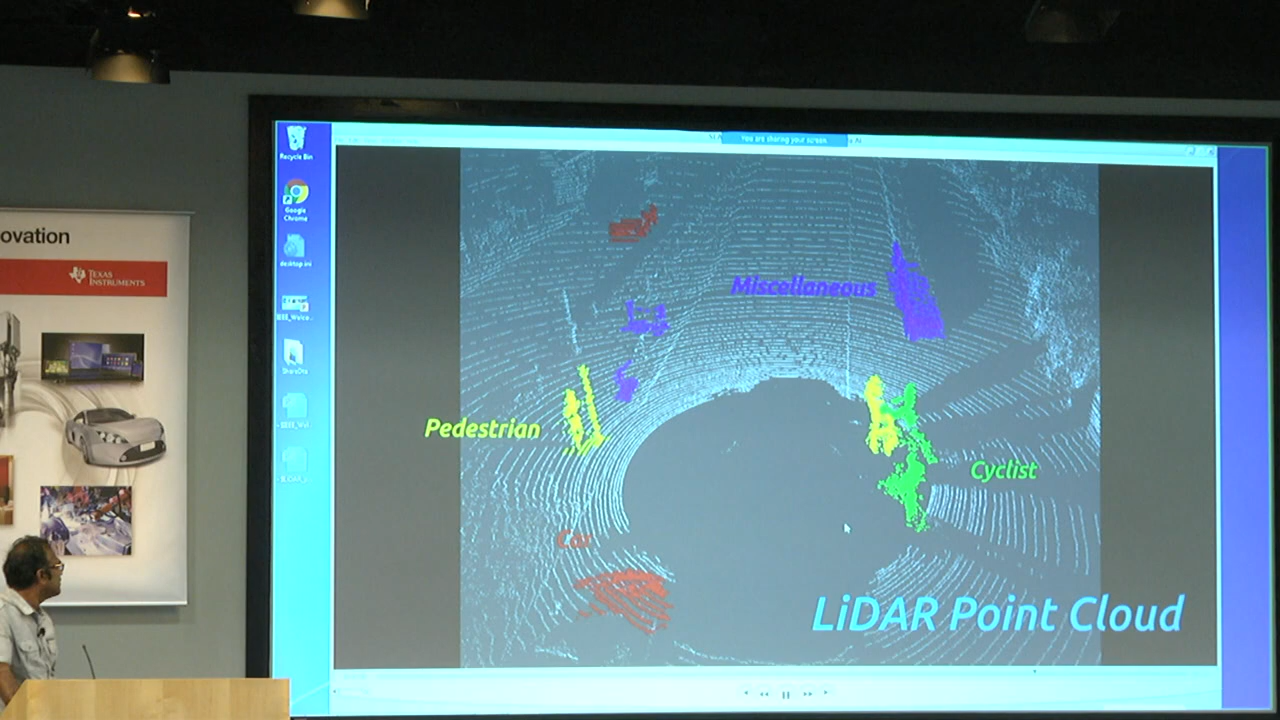 ovation
TEXAS
INSTRUMENTS
Recycle Bin
Google
Chrome
desktop.ini
You are sharing your screen
Miscellaneous
Pedestrian
Cyclist
Car
LiDAR Point Cloud